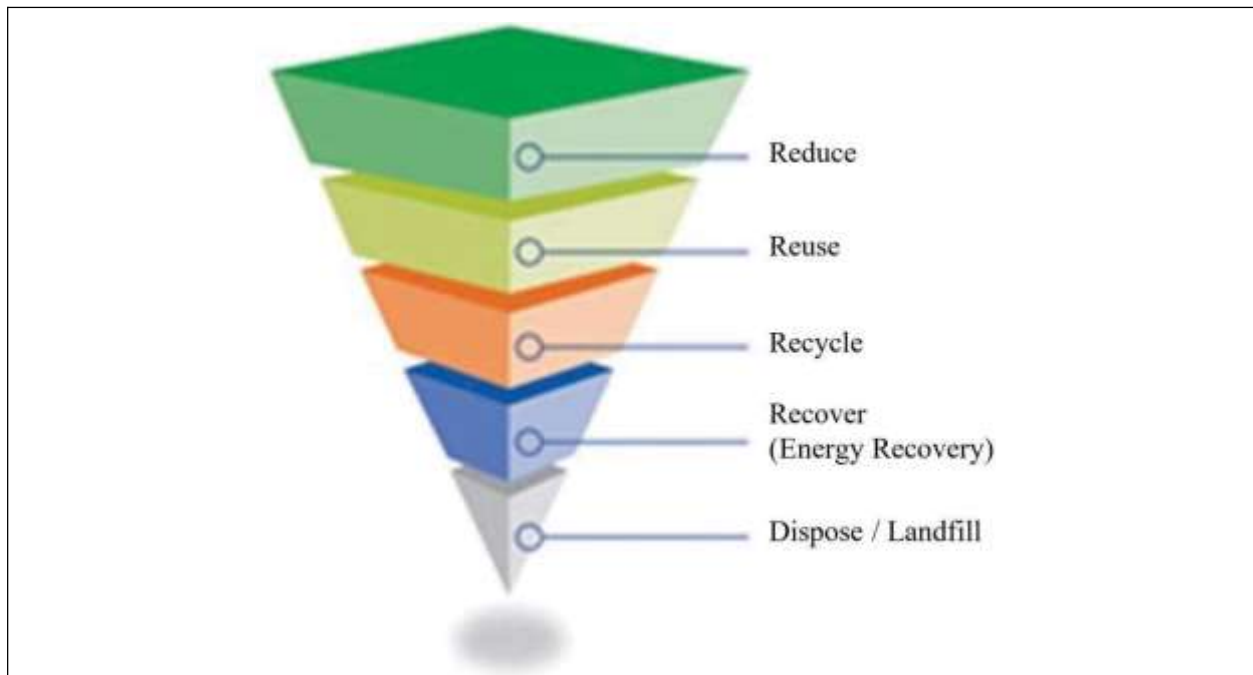 Reduce
Reuse
Recycle
Recover
(Energy Recovery)
Dispose / Landfill